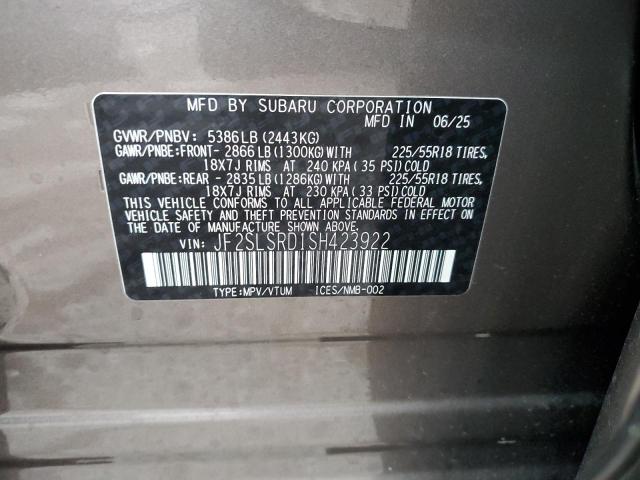 MFD BY SUBARU CORPORATION
MFD IN 06/25
GVWR/PNBV: 5386LB (2443KG)
GAWR/PNBE:FRONT- 2866LB (1300KG)WITH 225/55R18 TIRES,
18X7J RIMS AT 240 KPA ( 35 PSI)COLD
GAWR/PNBE:REAR - 2835LB (1286KG)WITH 225/55R18 TIRES,
18X7J RIMS AT 230 KPA ( 33 PSI)COLD
THIS VEHICLE CONFORMS TO ALL APPLICABLE FEDERAL MOTOR
VEHICLE SAFETY AND THEFT PREVENTION STANDARDS IN EFFECT ON
THE DATE OF MANUFACTURE SHOWN ABOVE.
VIN: JF2SLSRD1SH423922
TYPE:MPV/VTUM ICES/NMB-002